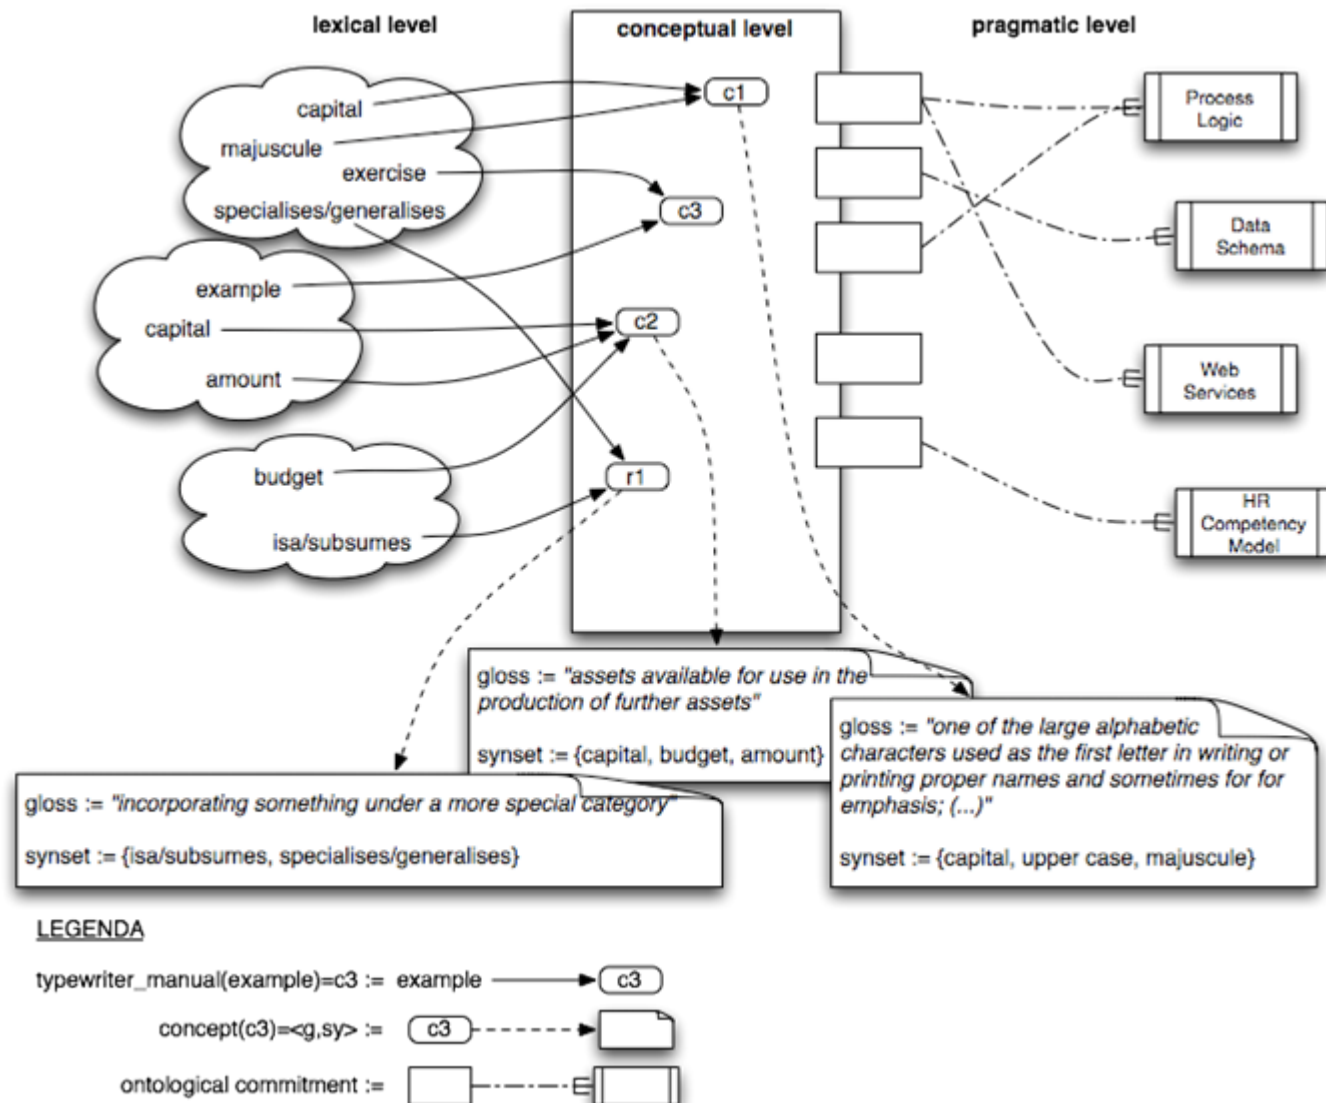 lexical level
conceptual level
pragmatic level
capital
majuscule
exercise
specialises/generalises
example
capital
amount
budget
isa/subsumes
c1
c3
c2
r1
Process
Logic
Data
Schema
Web
Services
HR
Competency
Model
gloss := "assets available for use in the
production of further assets"
synset := {capital, budget, amount}
gloss := "one of the large alphabetic
characters used as the first letter in writing or
printing proper names and sometimes for for
emphasis; (...)"
synset := {capital, upper case, majuscule}
gloss := "incorporating something under a more special category"
synset := {isa/subsumes, specialises/generalises}
LEGENDA
typewriter_manual(example)=c3 := example c3
concept(c3)=<g,sy> := c3
ontological commitment :=